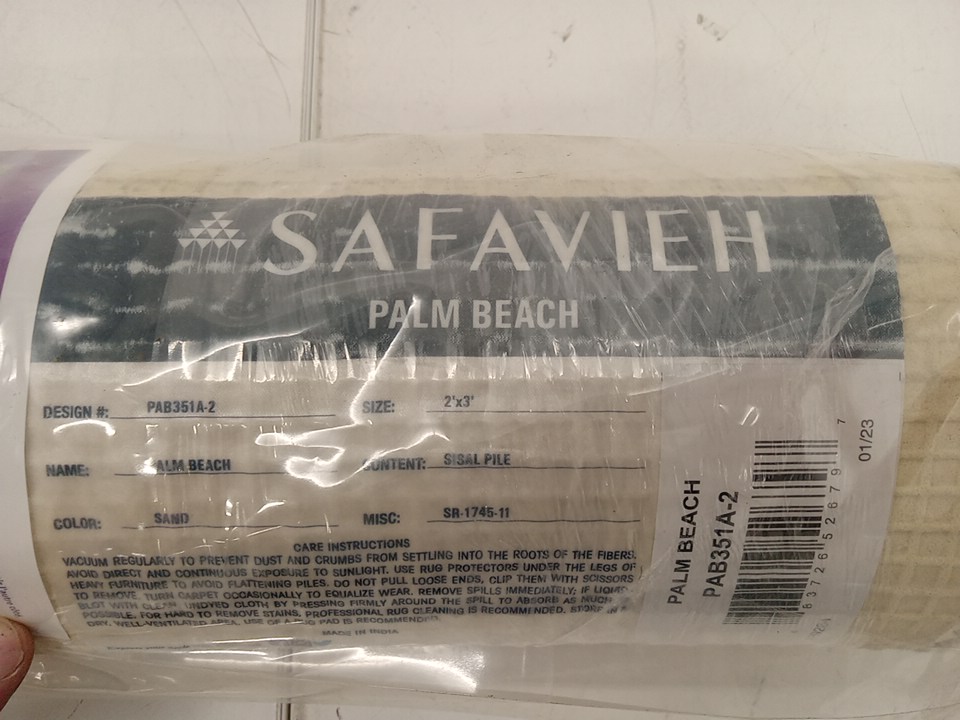 SAFAVIEH
PALM BEACH
DESIGN #: PAB351A-2 SIZE: 2'x3'
NAME: ALM BEACH CONTENT: SISAL PILE
COLOR: SAND MISC: SR-1745-11
CARE INSTRUCTIONS
VACUUM REGULARLY TO PREVENT DUST AND CRUMBS FROM SETTLING INTO THE ROOTS OF THE FIBERS.
AVOID DIRECT AND CONTINUOUS EXPOSURE TO SUNLIGHT. USE RUG PROTECTORS UNDER THE LEGS OF
HEAVY FURNITURE TO AVOID FLATTENING PILES. DO NOT PULL LOOSE ENDS, CLIP THEM WITH SCISSORS
TO REMOVE. TURN CARPET OCCASIONALLY TO EQUALIZE WEAR. REMOVE SPILLS IMMEDIATELY; IF LIQUID-
BLOT WITH CLEAN UNDYED CLOTH BY PRESSING FIRMLY AROUND THE SPILL TO ABSORB AS MUCH AS
POSSIBLE. FOR HARD TO REMOVE STAINS, PROFESSIONAL RUG CLEANING IS RECOMMENDED. STORE IN A
DRY, WELL-VENTILATED AREA. USE OF A RUG PAD IS RECOMMENDED.
MADE IN INDIA
PALM BEACH
PAB351A-2
6 83726 52679 7
01/23